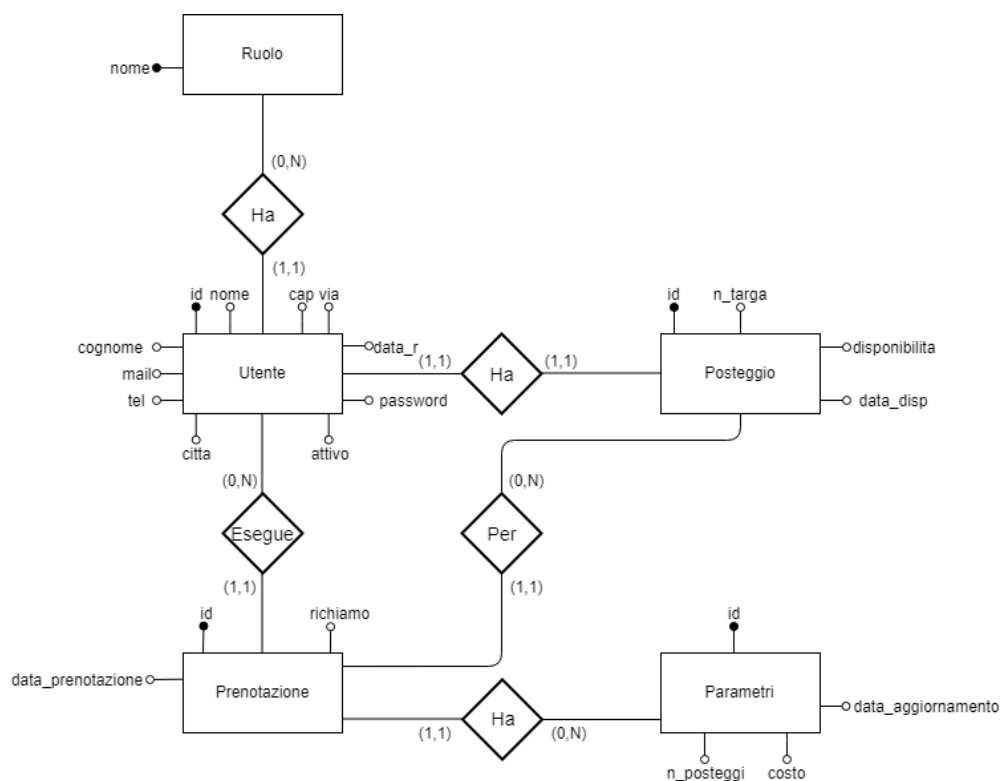 Ruolo
nome
(0,N)
Ha
(1,1)
id nome cap via
cognome
data_r
mail
Utente
tel
password
citta
attivo
(1,1)
Ha
(1,1)
id
n_targa
Posteggio
disponibilita
data_disp
(0,N)
Esegue
(1,1)
(0,N)
Per
(1,1)
id
richiamo
data_prenotazione
Prenotazione
(1,1)
Ha
(0,N)
id
Parametri
data_aggiornamento
n_posteggi
costo